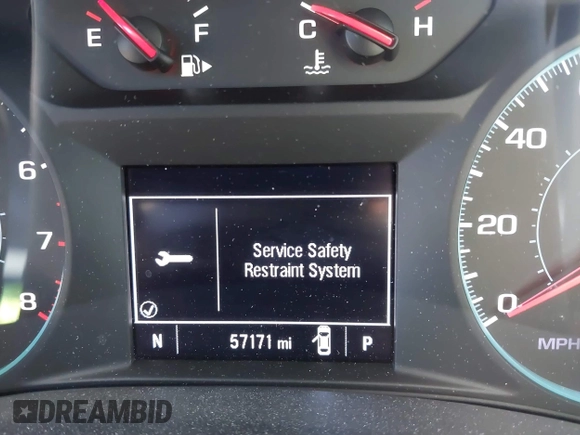 E F C H
6
7
8
40
20
0
MPH
Service Safety
Restraint System
N 57171 mi P
DREAMBID